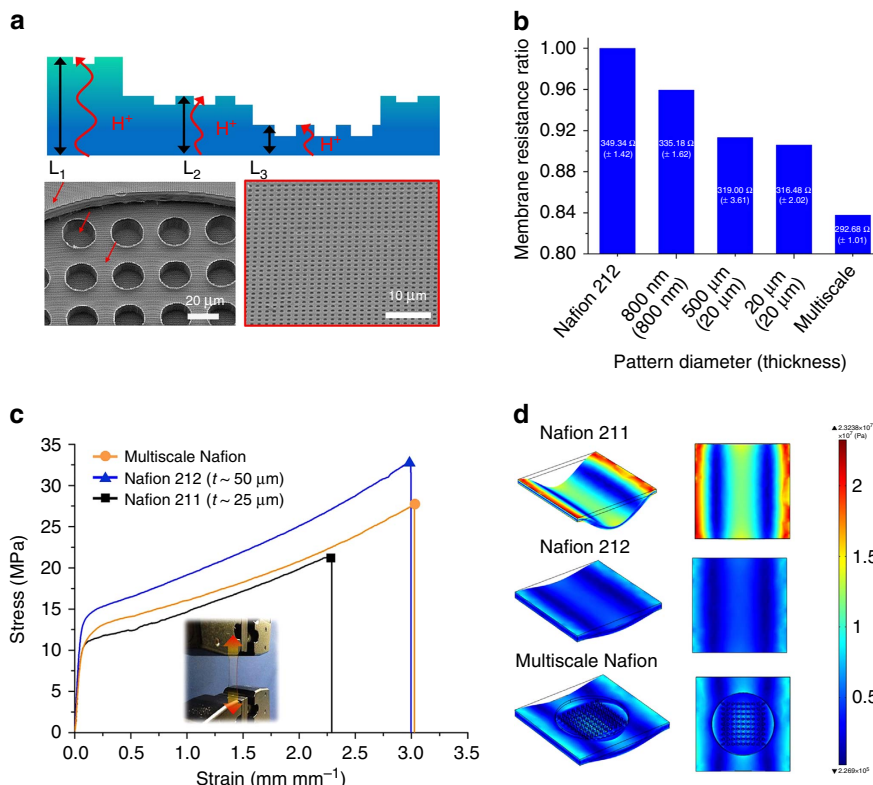 a
H⁺
H⁺
H⁺
L₁
L₂
L₃
20 μm
10 μm
b
Membrane resistance ratio
1.00
0.96
0.92
0.88
0.84
0.80
349.34 Ω
(± 1.42)
335.18 Ω
(± 1.62)
319.00 Ω
(± 3.61)
316.48 Ω
(± 2.02)
292.68 Ω
(± 1.01)
Nafion 212
800 nm
(800 nm)
500 μm
(20 μm)
20 μm
(20 μm)
Multiscale
Pattern diameter (thickness)
c
Stress (MPa)
35
30
25
20
15
10
5
0
Multiscale Nafion
Nafion 212 (t ~ 50 μm)
Nafion 211 (t ~ 25 μm)
0.0
0.5
1.0
1.5
2.0
2.5
3.0
3.5
Strain (mm mm⁻¹)
d
Nafion 211
Nafion 212
Multiscale Nafion
▲ 2.3238×10⁷
×10⁷ (Pa)
2
1.5
1
0.5
▼ 2.269×10⁵